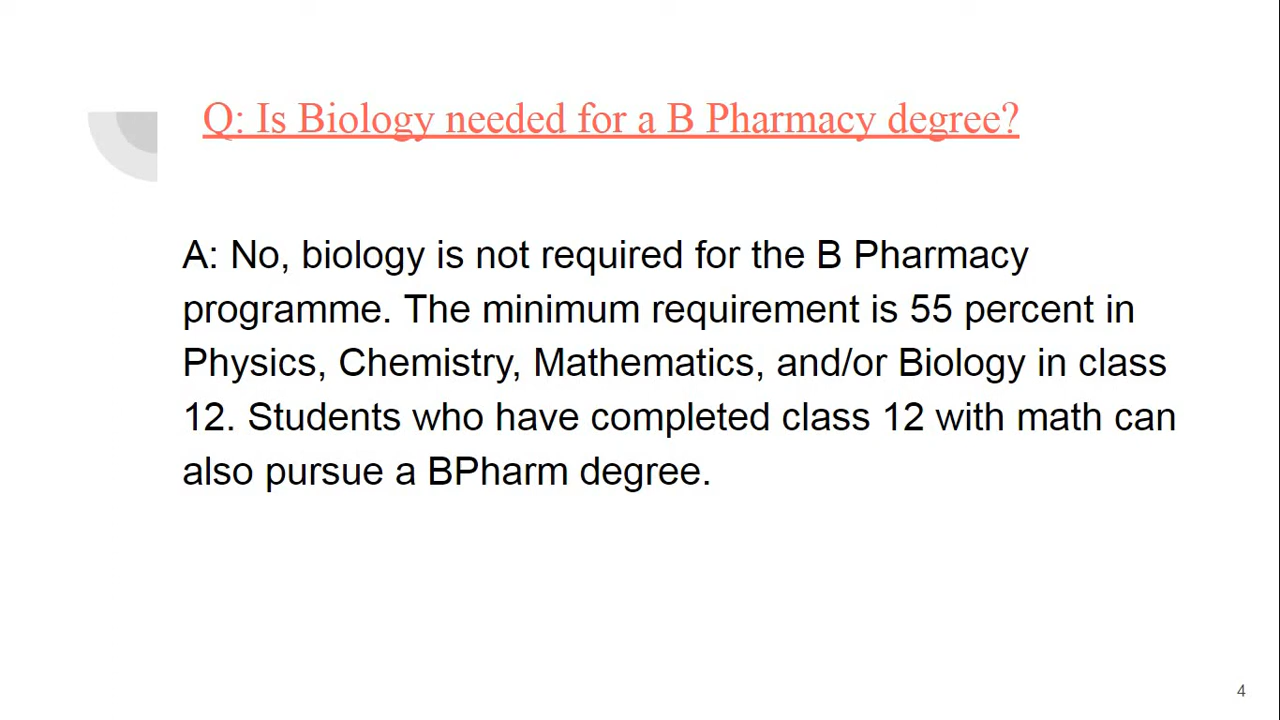 Q: Is Biology needed for a B Pharmacy degree?
A: No, biology is not required for the B Pharmacy
programme. The minimum requirement is 55 percent in
Physics, Chemistry, Mathematics, and/or Biology in class
12. Students who have completed class 12 with math can
also pursue a BPharm degree.
4